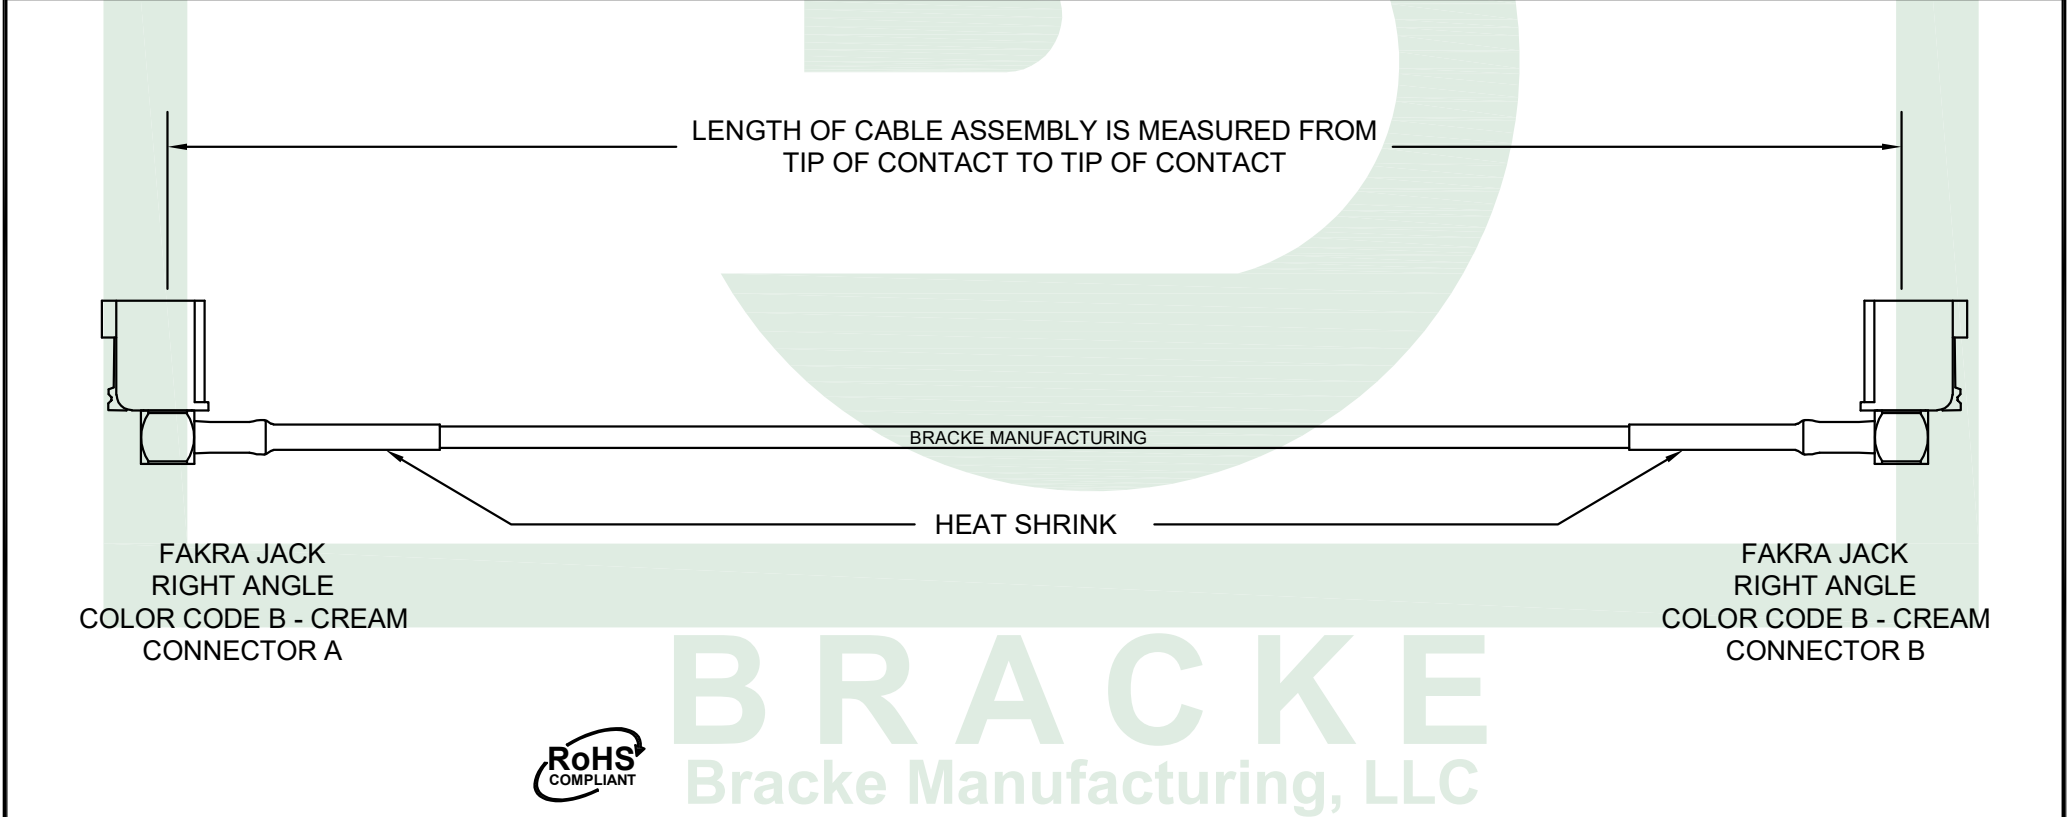 LENGTH OF CABLE ASSEMBLY IS MEASURED FROM
TIP OF CONTACT TO TIP OF CONTACT
BRACKE MANUFACTURING
HEAT SHRINK
FAKRA JACK
RIGHT ANGLE
COLOR CODE B - CREAM
CONNECTOR A
FAKRA JACK
RIGHT ANGLE
COLOR CODE B - CREAM
CONNECTOR B
BRACKE
Bracke Manufacturing, LLC
RoHS
COMPLIANT